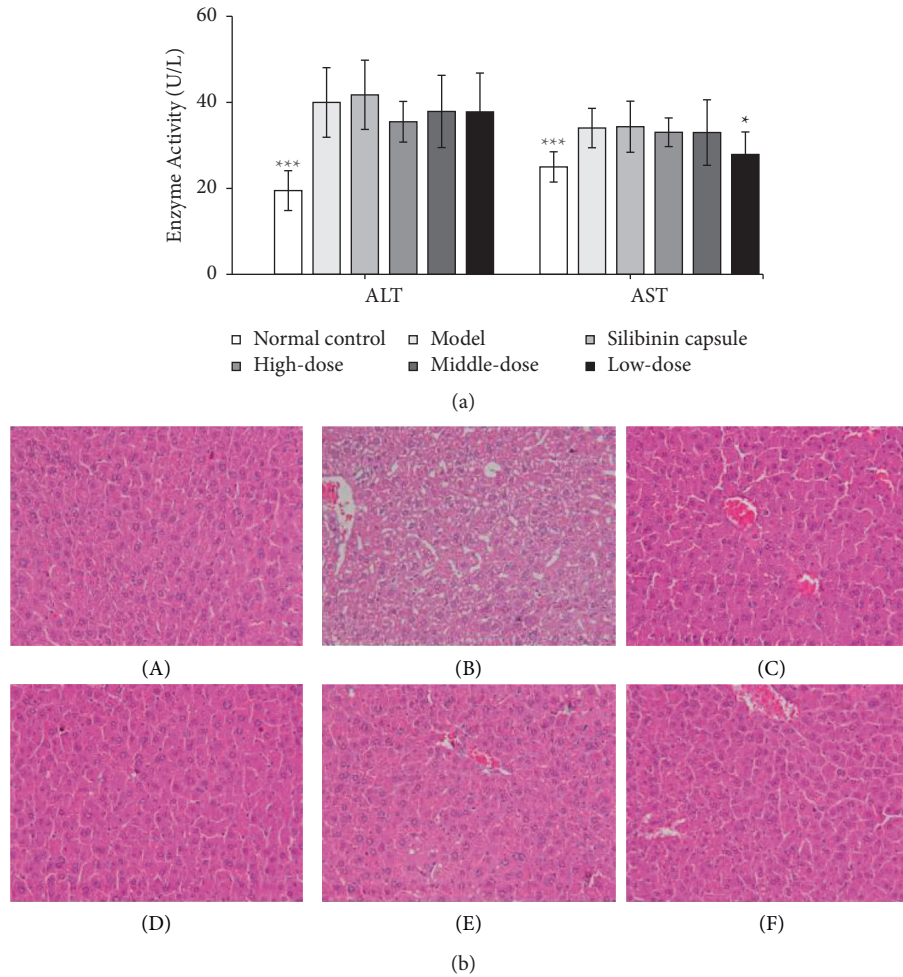 60
40
20
0
Enzyme Activity (U/L)
***
***
*
ALT
AST
Normal control
Model
Silibinin capsule
High-dose
Middle-dose
Low-dose
(a)
(A)
(B)
(C)
(D)
(E)
(F)
(b)